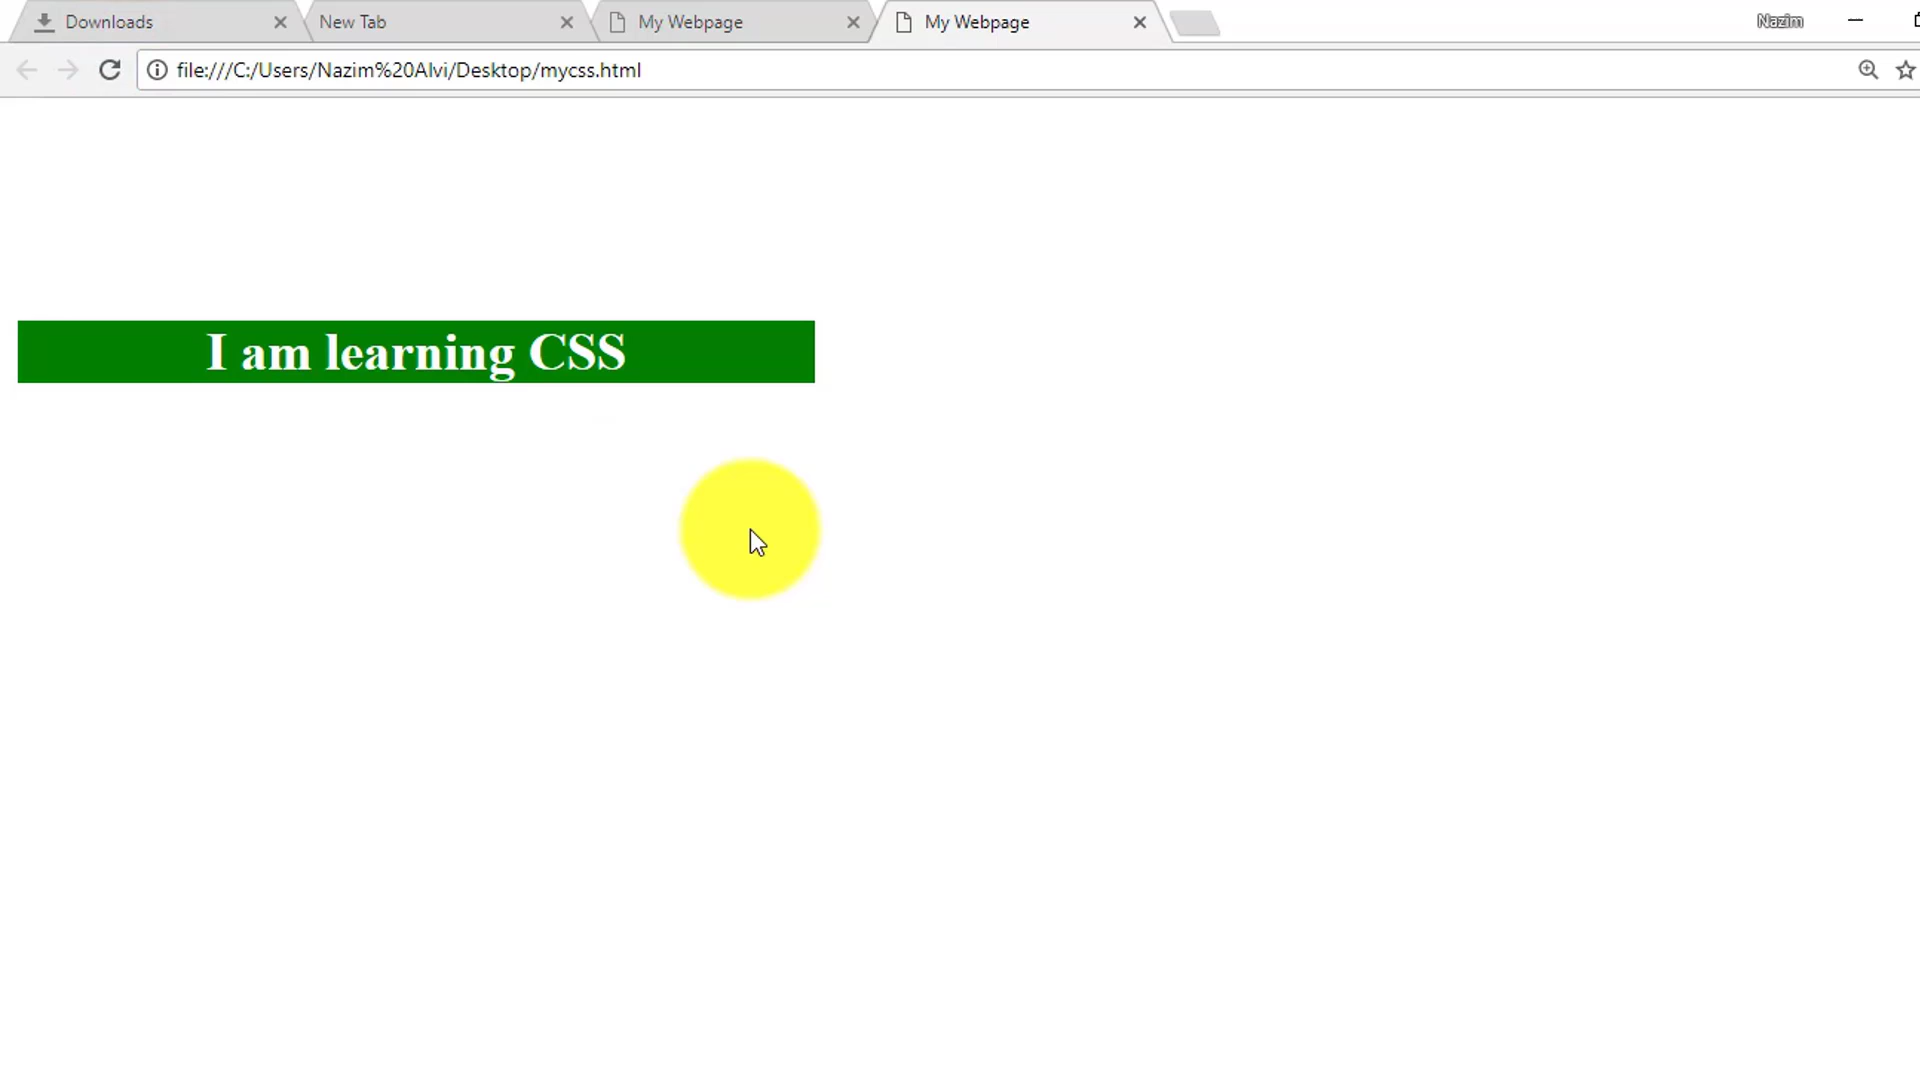 Downloads
New Tab
My Webpage
My Webpage
Nazim
file:///C:/Users/Nazim%20Alvi/Desktop/mycss.html
I am learning CSS